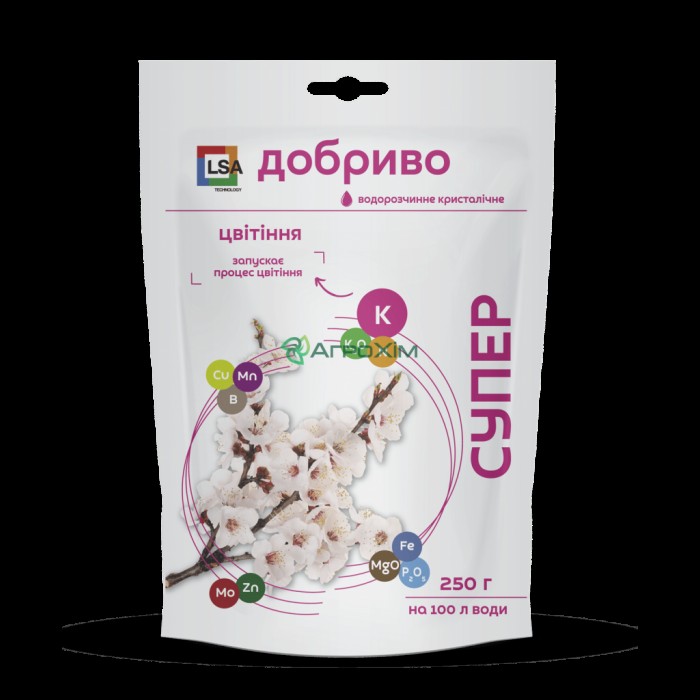 LSA
TECHNOLOGY
добриво
водорозчинне кристалічне
цвітіння
запускає
процес цвітіння
K
АГРОХІМ
Cu
Mn
B
СУПЕР
Fe
MgO
P2O5
Mo
Zn
250 г
на 100 л води